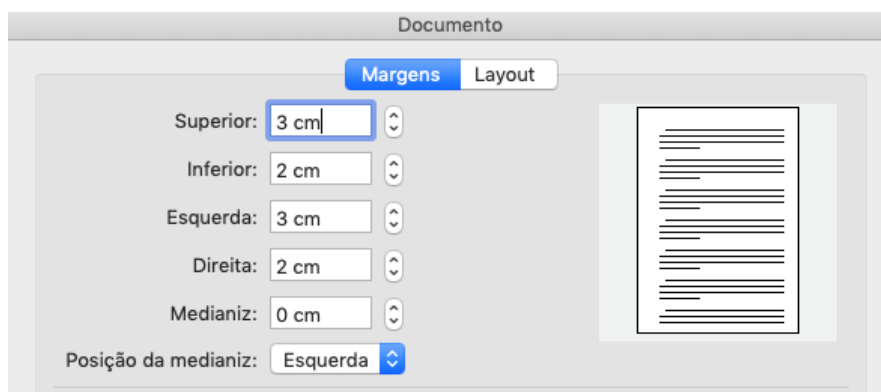 Documento
Margens Layout
Superior: 3 cm
Inferior: 2 cm
Esquerda: 3 cm
Direita: 2 cm
Medianiz: 0 cm
Posição da medianiz: Esquerda